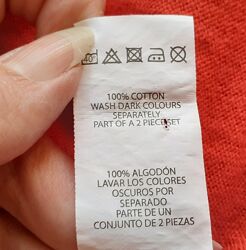 40°
100% COTTON
WASH DARK COLOURS
SEPARATELY
PART OF A 2 PIECE SET
100% ALGODÓN
LAVAR LOS COLORES
OSCUROS POR
SEPARADO
PARTE DE UN
CONJUNTO DE 2 PIEZAS